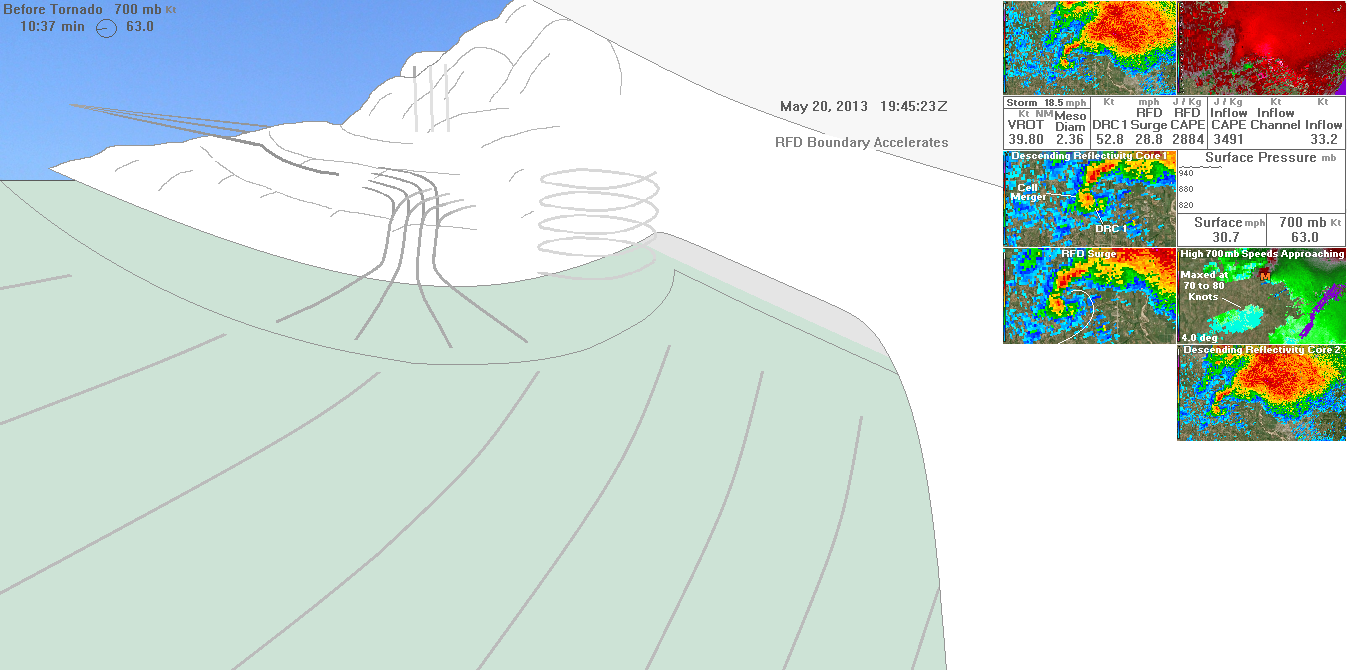 Before Tornado 700 mb Kt
10:37 min 63.0
May 20, 2013 19:45:23Z
RFD Boundary Accelerates
Storm 18.5 mph
Kt NM
VROT Meso Diam
39.80 2.36
Kt mph J / Kg
DRC1 RFD Surge RFD CAPE
52.8 28.8 2884
J / Kg Kt Kt
Inflow CAPE Inflow Channel Inflow
3491 33.2
Descending Reflectivity Core 1
Cell
Merger
DRC 1
Surface Pressure mb
940
880
820
Surface mph
30.7
700 mb Kt
63.0
RFD Surge
High 700mb Speeds Approaching
M
Maxed at
70 to 80
Knots
4.0 deg
Descending Reflectivity Core 2